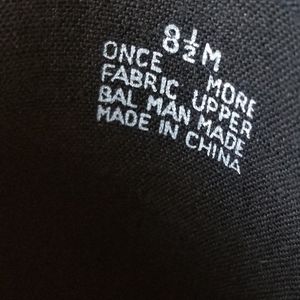 8½M
ONCE MORE
FABRIC UPPER
BAL MAN MADE
MADE IN CHINA